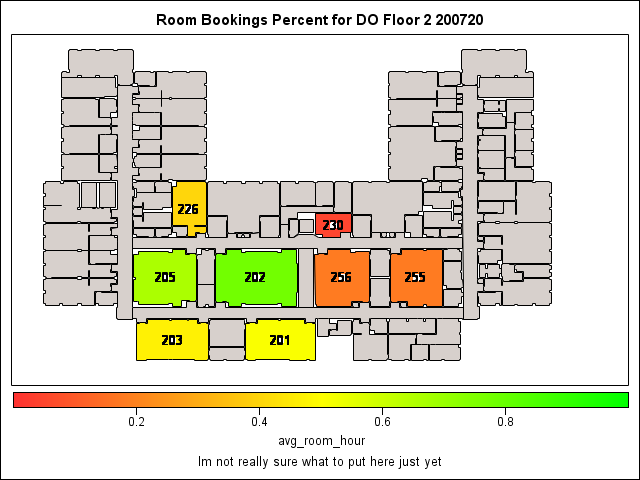 Room Bookings Percent for DO Floor 2 200720
226
230
205
202
256
255
203
201
0.2 0.4 0.6 0.8
avg_room_hour
Im not really sure what to put here just yet